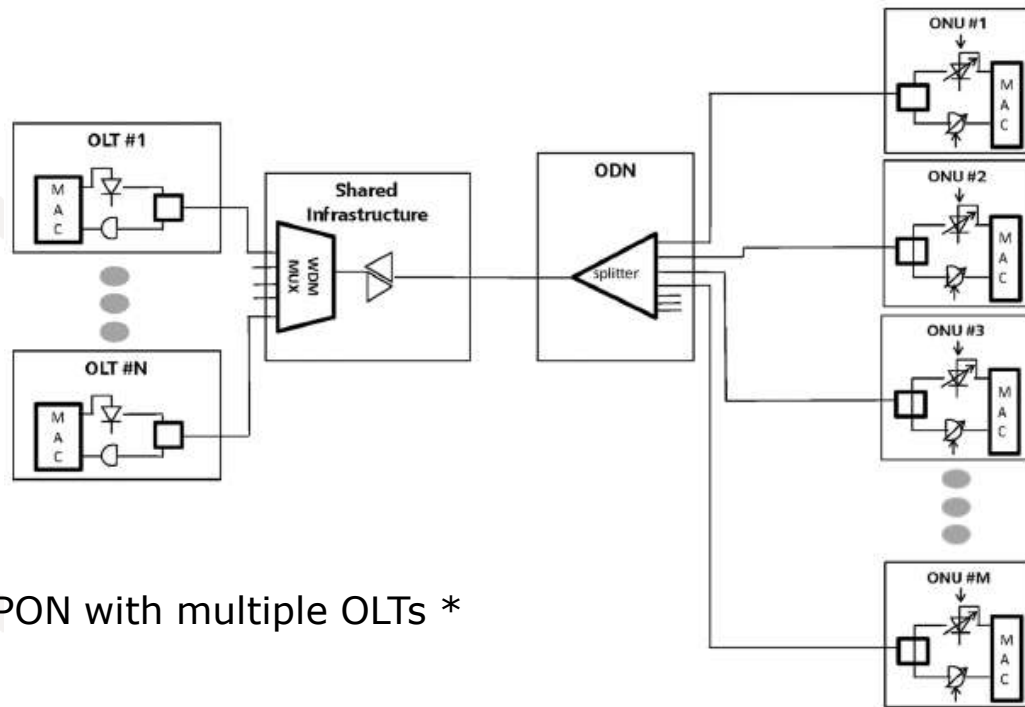 OLT #1
M
A
C
OLT #N
M
A
C
Shared
Infrastructure
WDM
MUX
ODN
splitter
ONU #1
M
A
C
ONU #2
M
A
C
ONU #3
M
A
C
ONU #M
M
A
C
PON with multiple OLTs *